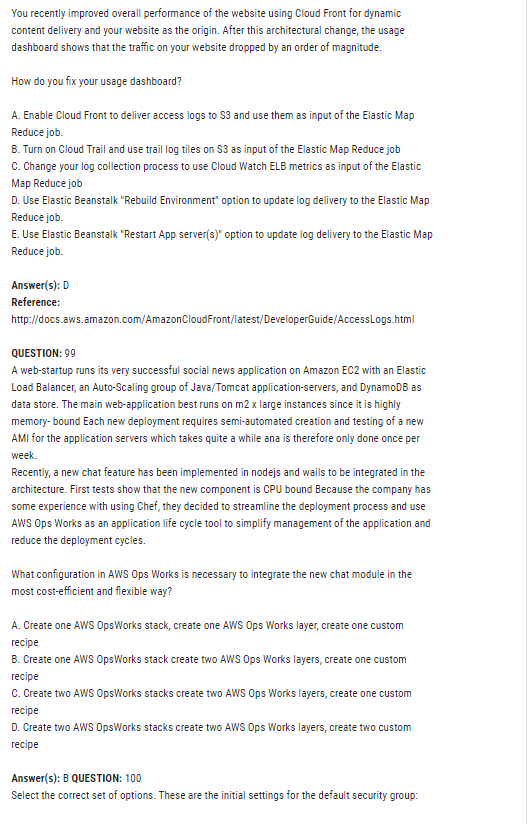 You recently improved overall performance of the website using Cloud Front for dynamic
content delivery and your website as the origin. After this architectural change, the usage
dashboard shows that the traffic on your website dropped by an order of magnitude.
How do you fix your usage dashboard?
A. Enable Cloud Front to deliver access logs to S3 and use them as input of the Elastic Map
Reduce job.
B. Turn on Cloud Trail and use trail log tiles on S3 as input of the Elastic Map Reduce job
C. Change your log collection process to use Cloud Watch ELB metrics as input of the Elastic
Map Reduce job
D. Use Elastic Beanstalk "Rebuild Environment" option to update log delivery to the Elastic Map
Reduce job.
E. Use Elastic Beanstalk "Restart App server(s)" option to update log delivery to the Elastic Map
Reduce job.
Answer(s): D
Reference:
http://docs.aws.amazon.com/AmazonCloudFront/latest/DeveloperGuide/AccessLogs.html
QUESTION: 99
A web-startup runs its very successful social news application on Amazon EC2 with an Elastic
Load Balancer, an Auto-Scaling group of Java/Tomcat application-servers, and DynamoDB as
data store. The main web-application best runs on m2 x large instances since it is highly
memory- bound Each new deployment requires semi-automated creation and testing of a new
AMI for the application servers which takes quite a while ana is therefore only done once per
week.
Recently, a new chat feature has been implemented in nodejs and wails to be integrated in the
architecture. First tests show that the new component is CPU bound Because the company has
some experience with using Chef, they decided to streamline the deployment process and use
AWS Ops Works as an application life cycle tool to simplify management of the application and
reduce the deployment cycles.
What configuration in AWS Ops Works is necessary to integrate the new chat module in the
most cost-efficient and flexible way?
A. Create one AWS OpsWorks stack, create one AWS Ops Works layer, create one custom
recipe
B. Create one AWS OpsWorks stack create two AWS Ops Works layers, create one custom
recipe
C. Create two AWS OpsWorks stacks create two AWS Ops Works layers, create one custom
recipe
D. Create two AWS OpsWorks stacks create two AWS Ops Works layers, create two custom
recipe
Answer(s): B QUESTION: 100
Select the correct set of options. These are the initial settings for the default security group: